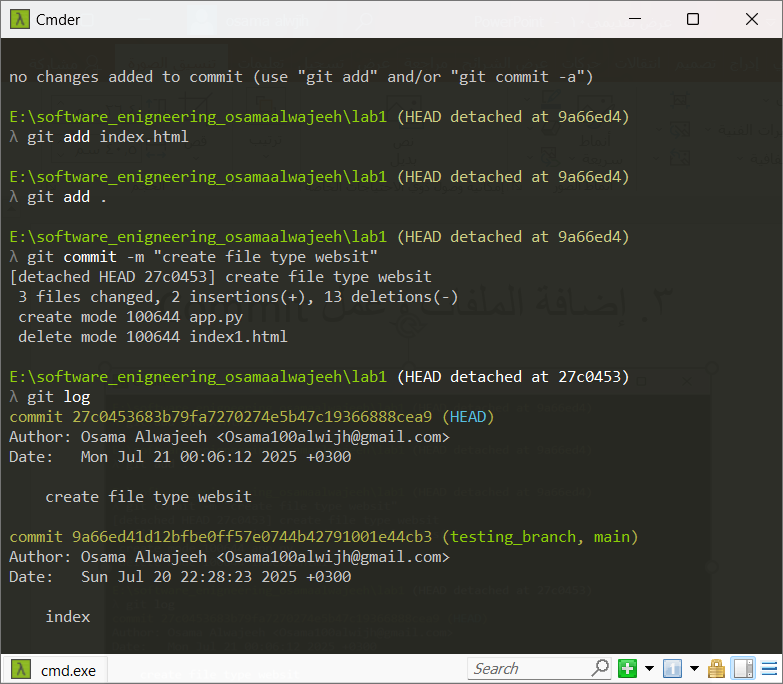 Cmder
no changes added to commit (use "git add" and/or "git commit -a")
E:\software_enigneering_osamaalwajeeh\lab1 (HEAD detached at 9a66ed4)
λ git add index.html
E:\software_enigneering_osamaalwajeeh\lab1 (HEAD detached at 9a66ed4)
λ git add .
E:\software_enigneering_osamaalwajeeh\lab1 (HEAD detached at 9a66ed4)
λ git commit -m "create file type websit"
[detached HEAD 27c0453] create file type websit
3 files changed, 2 insertions(+), 13 deletions(-)
create mode 100644 app.py
delete mode 100644 index1.html
E:\software_enigneering_osamaalwajeeh\lab1 (HEAD detached at 27c0453)
λ git log
commit 27c0453683b79fa7270274e5b47c19366888cea9 (HEAD)
Author: Osama Alwajeeh <Osama100alwijh@gmail.com>
Date:   Mon Jul 21 00:06:12 2025 +0300
create file type websit
commit 9a66ed41d12bfbe0ff57e0744b42791001e44cb3 (testing_branch, main)
Author: Osama Alwajeeh <Osama100alwijh@gmail.com>
Date:   Sun Jul 20 22:28:23 2025 +0300
index
cmd.exe
Search